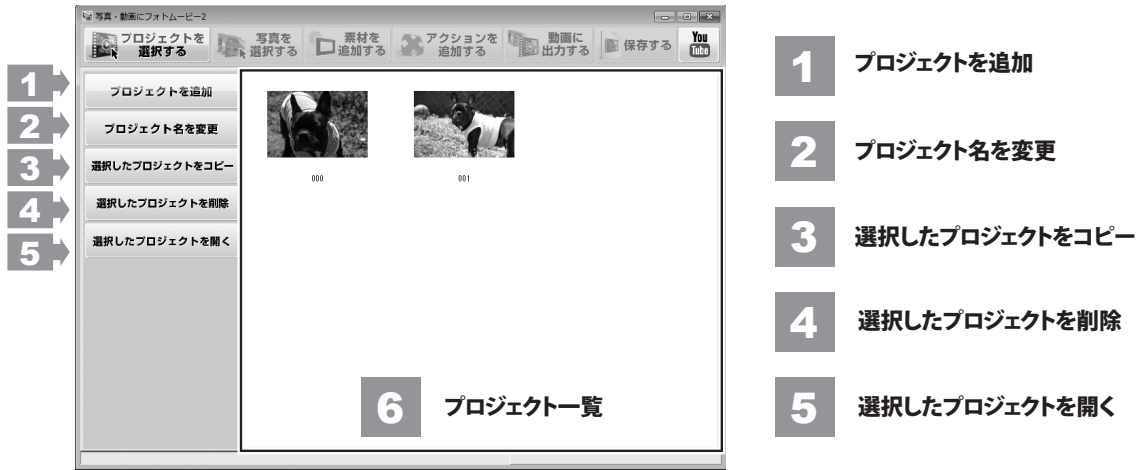 写真・動画にフォトムービー2
プロジェクトを
選択する
写真を
選択する
素材を
追加する
アクションを
追加する
動画に
出力する
保存する
You
Tube
1
プロジェクトを追加
2
プロジェクト名を変更
3
選択したプロジェクトをコピー
4
選択したプロジェクトを削除
5
選択したプロジェクトを開く
000
001
6 プロジェクト一覧
1 プロジェクトを追加
2 プロジェクト名を変更
3 選択したプロジェクトをコピー
4 選択したプロジェクトを削除
5 選択したプロジェクトを開く